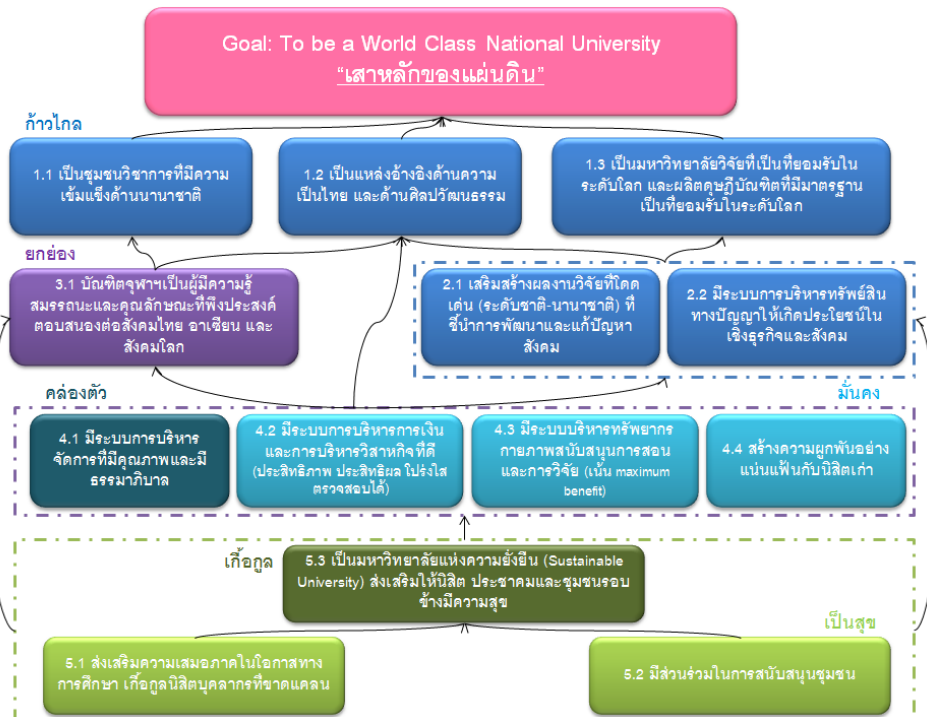 Goal: To be a World Class National University
“เสาหลักของแผ่นดิน”
ก้าวไกล
1.1 เป็นชุมชนวิชาการที่มีความ
เข้มแข็งด้านนานาชาติ
1.2 เป็นแหล่งอ้างอิงด้านความ
เป็นไทย และด้านศิลปวัฒนธรรม
1.3 เป็นมหาวิทยาลัยวิจัยที่เป็นที่ยอมรับใน
ระดับโลก และผลิตดุษฎีบัณฑิตที่มีมาตรฐาน
เป็นที่ยอมรับในระดับโลก
ยกย่อง
3.1 บัณฑิตจุฬาฯเป็นผู้มีความรู้
สมรรถนะและคุณลักษณะที่พึงประสงค์
ตอบสนองต่อสังคมไทย อาเซียน และ
สังคมโลก
2.1 เสริมสร้างผลงานวิจัยที่โดด
เด่น (ระดับชาติ-นานาชาติ) ที่
ชี้นำการพัฒนาและแก้ปัญหา
สังคม
2.2 มีระบบการบริหารทรัพย์สิน
ทางปัญญาให้เกิดประโยชน์ใน
เชิงธุรกิจและสังคม
คล่องตัว
มั่นคง
4.1 มีระบบการบริหาร
จัดการที่มีคุณภาพและมี
ธรรมาภิบาล
4.2 มีระบบการบริหารการเงิน
และการบริหารวิสาหกิจที่ดี
(ประสิทธิภาพ ประสิทธิผล โปร่งใส
ตรวจสอบได้)
4.3 มีระบบบริหารทรัพยากร
กายภาพสนับสนุนการสอน
และการวิจัย (เน้น maximum
benefit)
4.4 สร้างความผูกพันอย่าง
แน่นแฟ้นกับนิสิตเก่า
เกื้อกูล
5.3 เป็นมหาวิทยาลัยแห่งความยั่งยืน (Sustainable
University) ส่งเสริมให้นิสิต ประชาคมและชุมชนรอบ
ข้างมีความสุข
เป็นสุข
5.1 ส่งเสริมความเสมอภาคในโอกาสทาง
การศึกษา เกื้อกูลนิสิตบุคลากรที่ขาดแคลน
5.2 มีส่วนร่วมในการสนับสนุนชุมชน